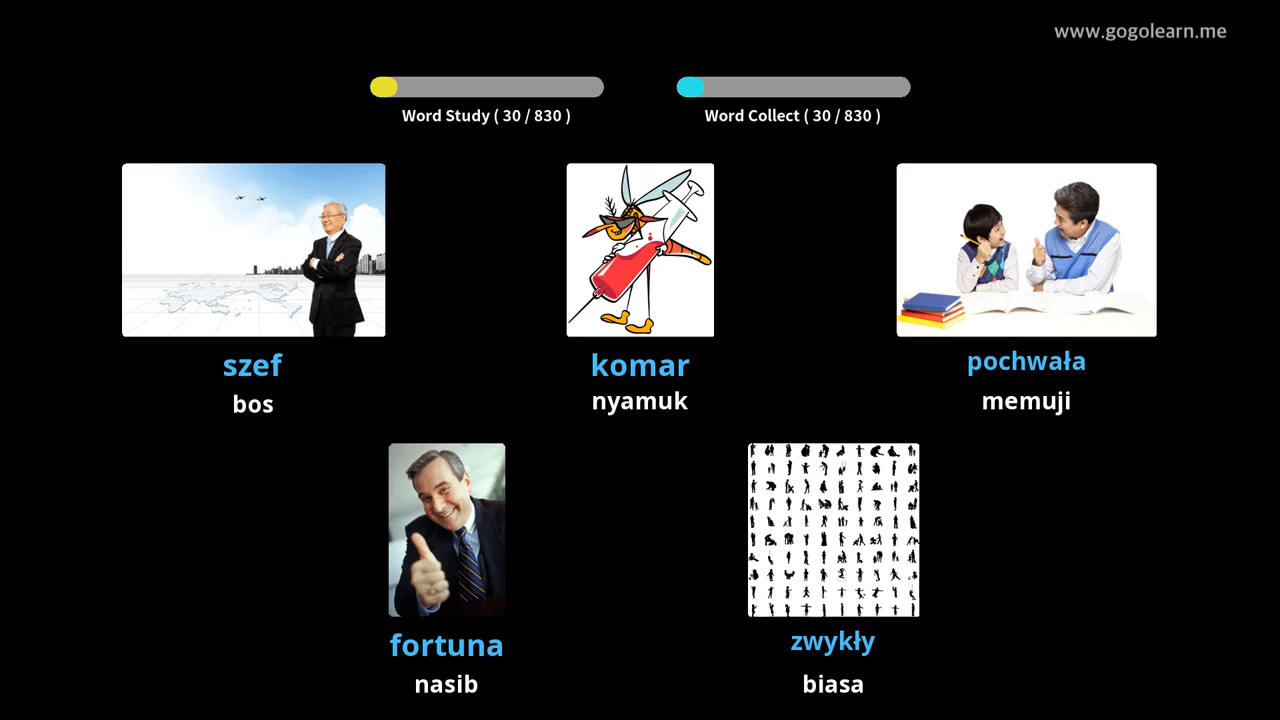 www.gogolearn.me
Word Study ( 30 / 830 )
Word Collect ( 30 / 830 )
szef
bos
komar
nyamuk
pochwała
memuji
fortuna
nasib
zwykły
biasa